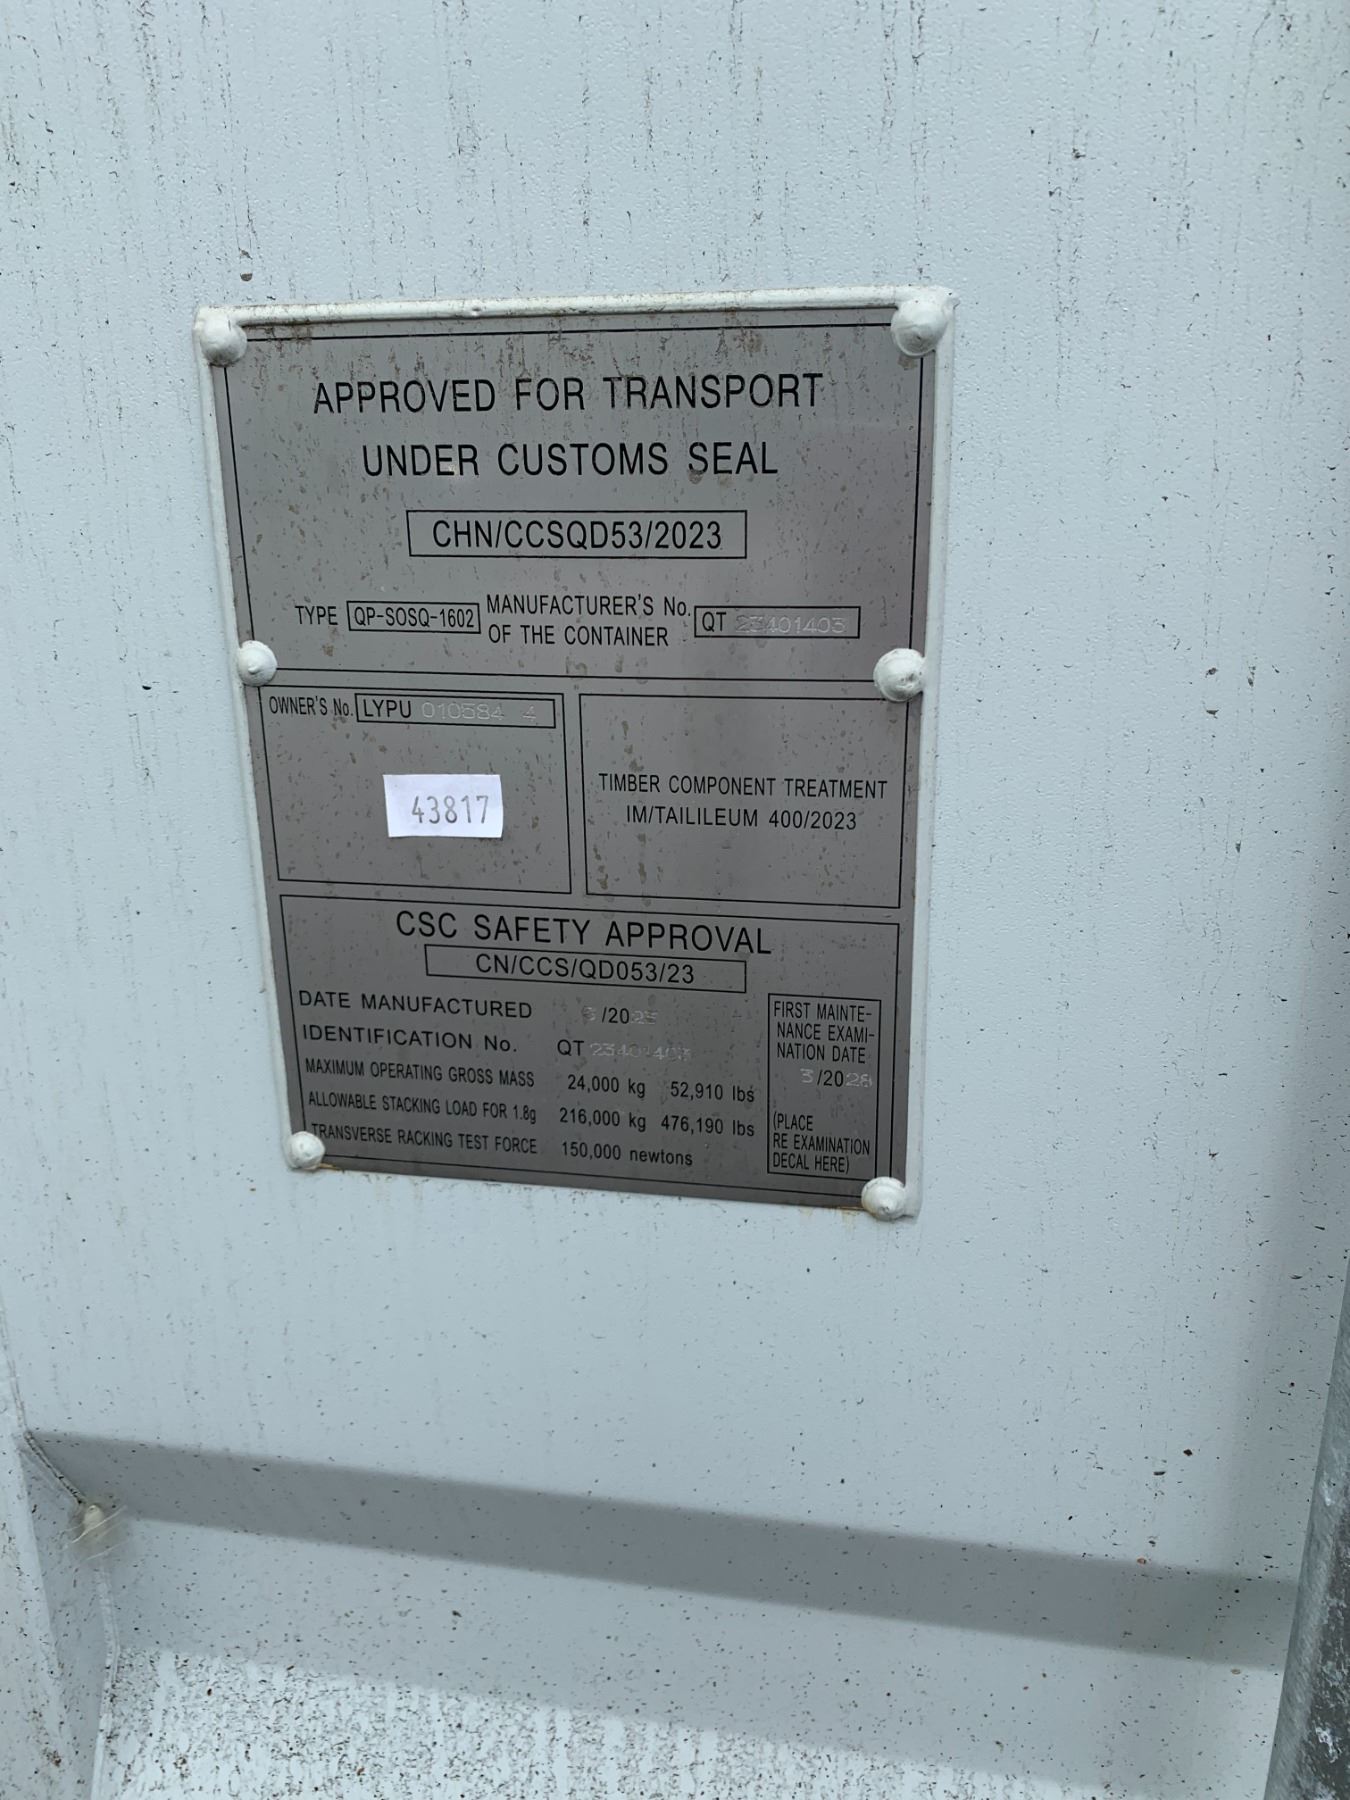 APPROVED FOR TRANSPORT
UNDER CUSTOMS SEAL
CHN/CCSQD53/2023
TYPE QP-SOSQ-1602 MANUFACTURER'S No. OF THE CONTAINER QT 23401403
OWNER'S No. LYPU 010584 4
43817
TIMBER COMPONENT TREATMENT
IM/TAILILEUM 400/2023
CSC SAFETY APPROVAL
CN/CCS/QD053/23
DATE MANUFACTURED /2023
IDENTIFICATION No. QT 23401403
MAXIMUM OPERATING GROSS MASS 24,000 kg 52,910 lbs
ALLOWABLE STACKING LOAD FOR 1.8g 216,000 kg 476,190 lbs
TRANSVERSE RACKING TEST FORCE 150,000 newtons
FIRST MAINTE-
NANCE EXAMI-
NATION DATE
3/2028
(PLACE
RE EXAMINATION
DECAL HERE)